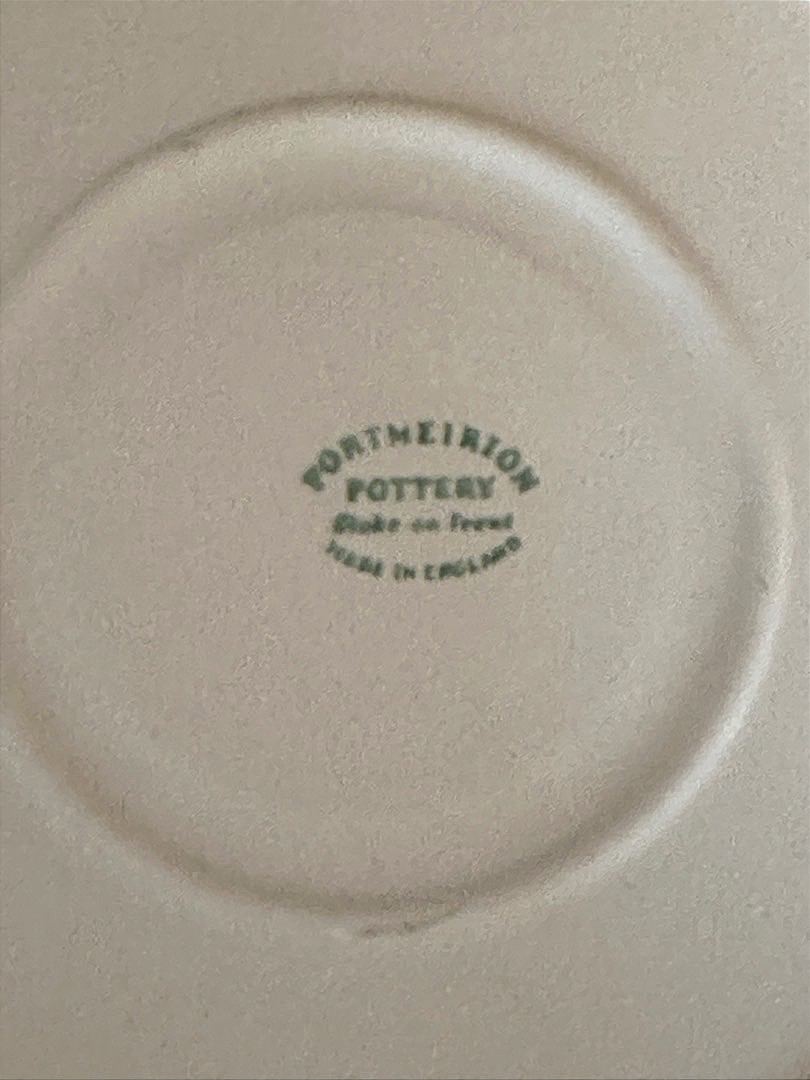 PORTMEIRION
POTTERY
Stoke on Trent
MADE IN ENGLAND